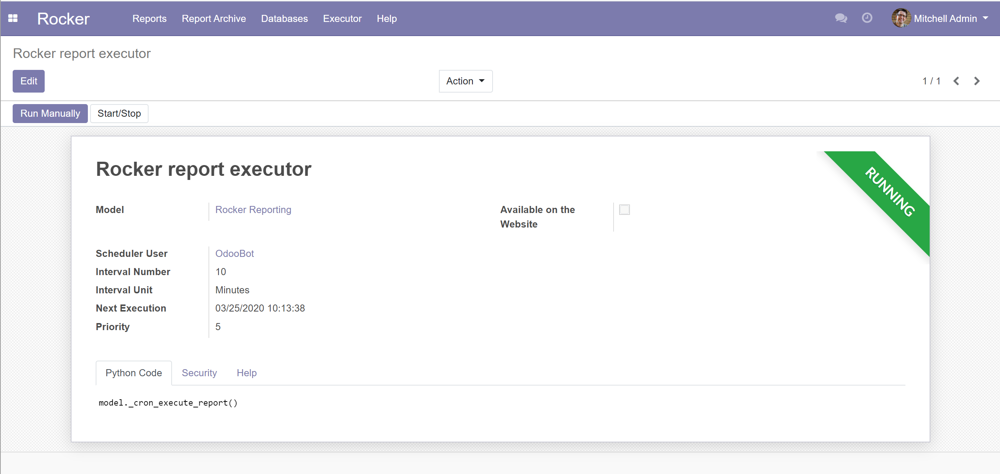 Rocker Reports Report Archive Databases Executor Help Mitchell Admin
Rocker report executor
Edit Action 1 / 1
Run Manually Start/Stop
Rocker report executor
RUNNING
Model Rocker Reporting
Available on the
Website
Scheduler User OdooBot
Interval Number 10
Interval Unit Minutes
Next Execution 03/25/2020 10:13:38
Priority 5
Python Code Security Help
model._cron_execute_report()